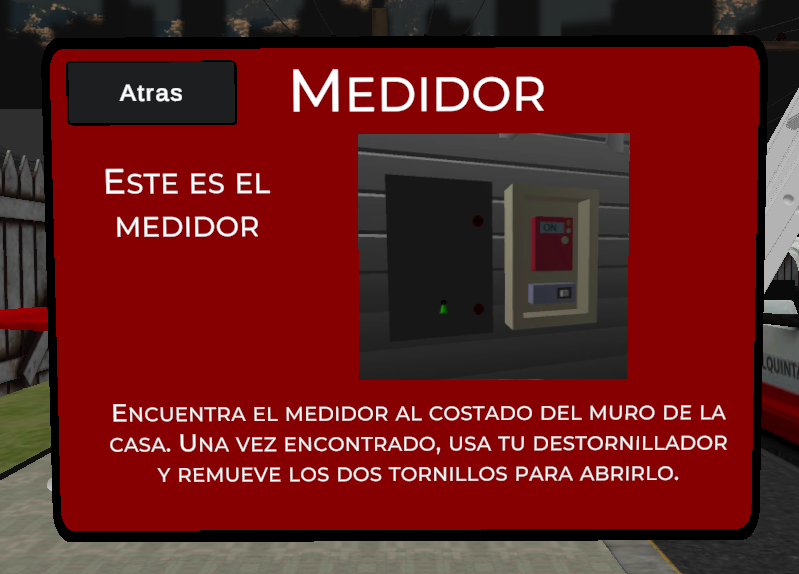 Atras
MEDIDOR
ESTE ES EL
MEDIDOR
ON
ENCUENTRA EL MEDIDOR AL COSTADO DEL MURO DE LA
CASA. UNA VEZ ENCONTRADO, USA TU DESTORNILLADOR
Y REMUEVE LOS DOS TORNILLOS PARA ABRIRLO.